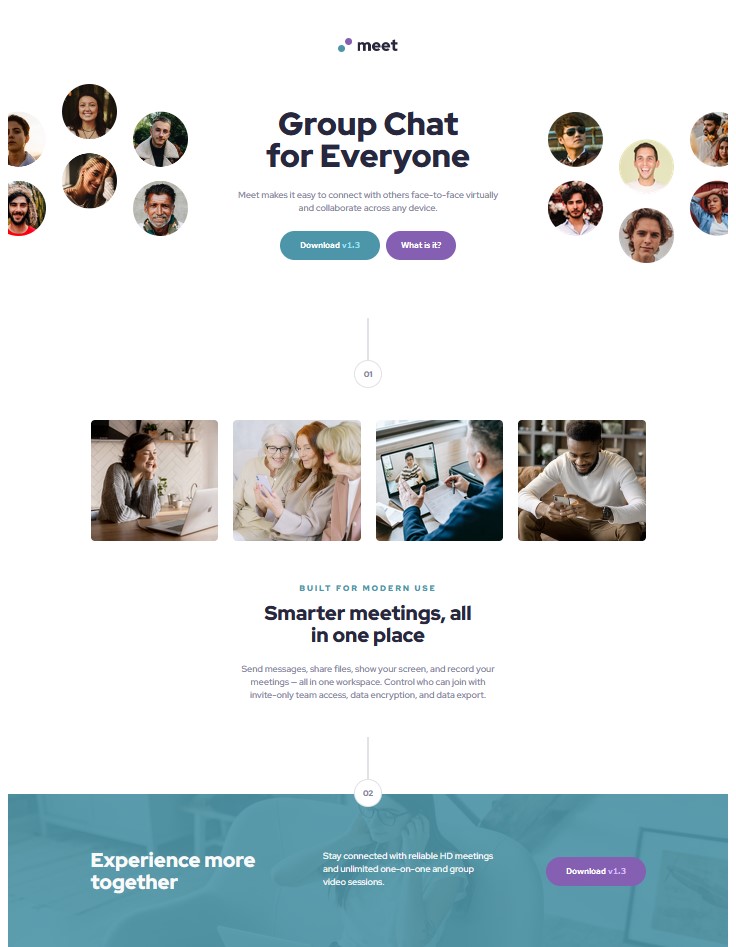 meet
Group Chat
for Everyone
Meet makes it easy to connect with others face-to-face virtually
and collaborate across any device.
Download v1.3
What is it?
01
BUILT FOR MODERN USE
Smarter meetings, all
in one place
Send messages, share files, show your screen, and record your
meetings — all in one workspace. Control who can join with
invite-only team access, data encryption, and data export.
02
Experience more
together
Stay connected with reliable HD meetings
and unlimited one-on-one and group
video sessions.
Download v1.3